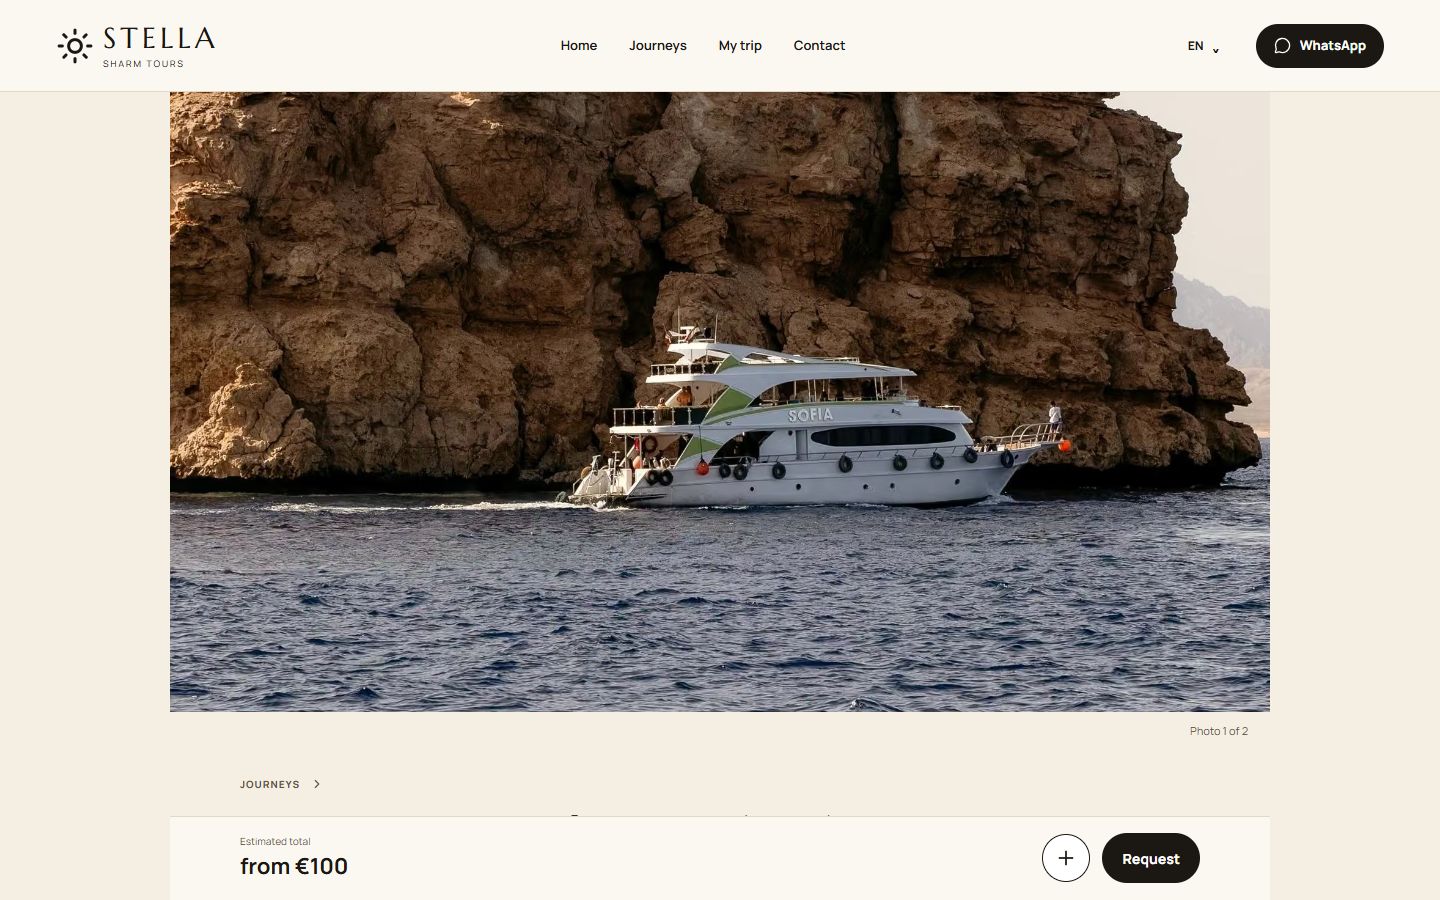 STELLA
SHARM TOURS
Home
Journeys
My trip
Contact
EN
WhatsApp
SOFIA
Photo 1 of 2
JOURNEYS
Estimated total
from €100
Request